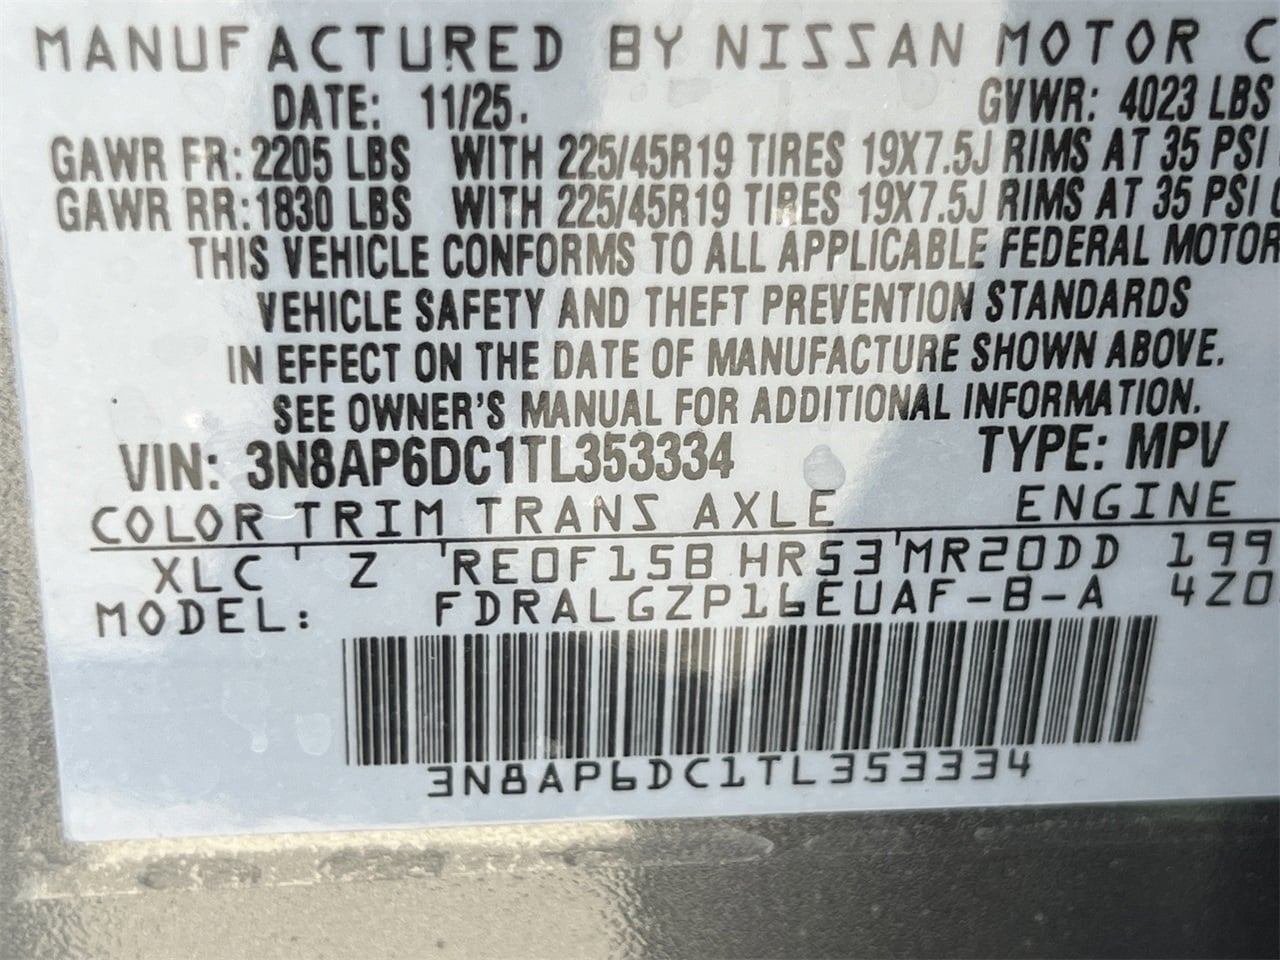 MANUFACTURED BY NISSAN MOTOR C
DATE: 11/25. GVWR: 4023 LBS
GAWR FR: 2205 LBS WITH 225/45R19 TIRES 19X7.5J RIMS AT 35 PSI
GAWR RR: 1830 LBS WITH 225/45R19 TIRES 19X7.5J RIMS AT 35 PSI
THIS VEHICLE CONFORMS TO ALL APPLICABLE FEDERAL MOTOR
VEHICLE SAFETY AND THEFT PREVENTION STANDARDS
IN EFFECT ON THE DATE OF MANUFACTURE SHOWN ABOVE.
SEE OWNER'S MANUAL FOR ADDITIONAL INFORMATION.
VIN: 3N8AP6DC1TL353334 TYPE: MPV
COLOR TRIM TRANS AXLE ENGINE
XLC Z RE0F15B HR53 MR20DD 199
MODEL: FDRALGZP16EUAF-B-A 4Z0
3N8AP6DC1TL353334